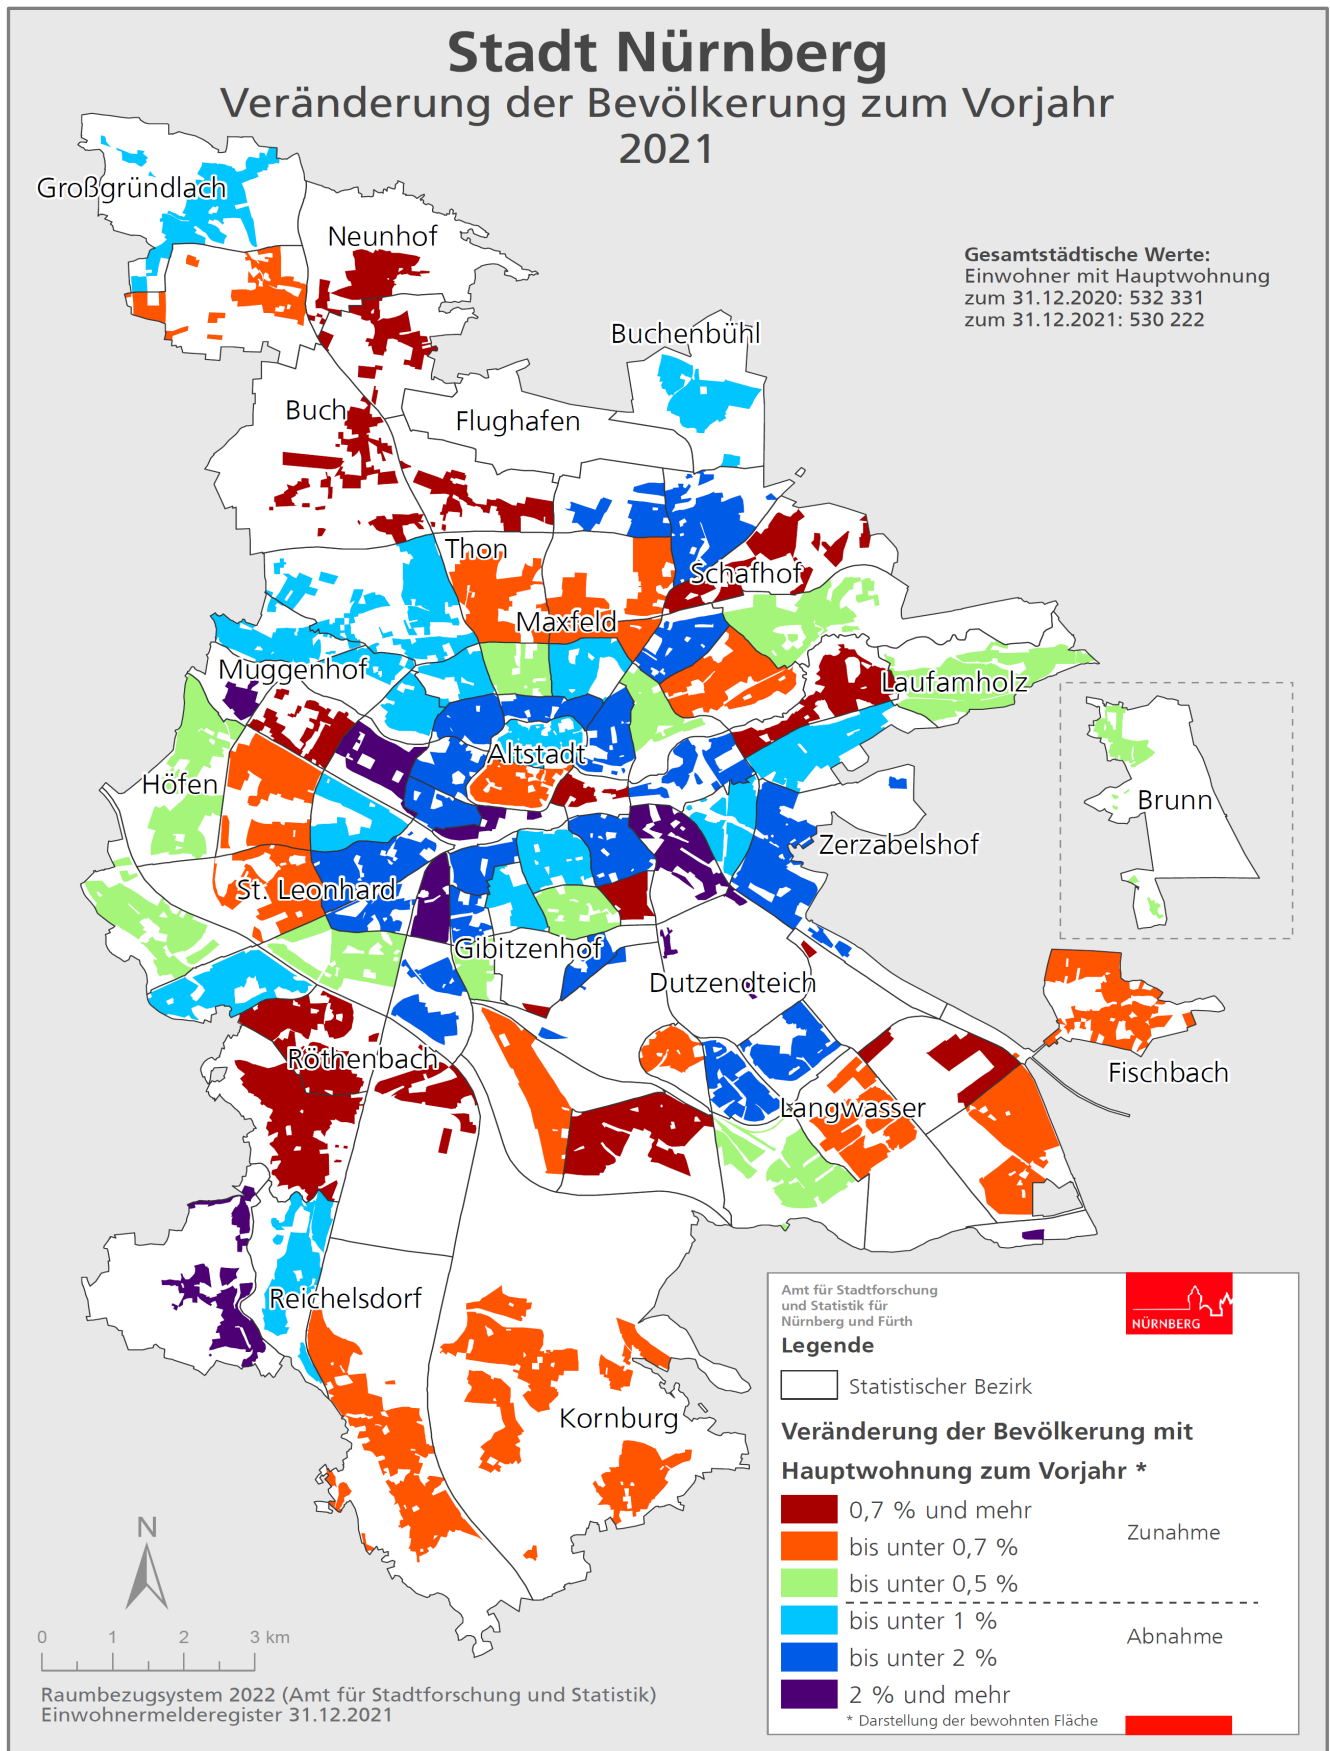 Stadt Nürnberg
Veränderung der Bevölkerung zum Vorjahr
2021
Großgründlach
Neunhof
Gesamtstädtische Werte:
Einwohner mit Hauptwohnung
zum 31.12.2020: 532 331
zum 31.12.2021: 530 222
Buchenbühl
Buch
Flughafen
Thon
Schafhof
Maxfeld
Muggenhof
Laufamholz
Altstadt
Höfen
Brunn
Zerzabelshof
St. Leonhard
Gibitzenhof
Dutzendteich
Röthenbach
Fischbach
Langwasser
Reichelsdorf
Kornburg
Amt für Stadtforschung
und Statistik für
Nürnberg und Fürth
NÜRNBERG
Legende
Statistischer Bezirk
Veränderung der Bevölkerung mit
Hauptwohnung zum Vorjahr *
0,7 % und mehr
Zunahme
bis unter 0,7 %
bis unter 0,5 %
bis unter 1 %
Abnahme
bis unter 2 %
2 % und mehr
* Darstellung der bewohnten Fläche
N
0 1 2 3 km
Raumbezugsystem 2022 (Amt für Stadtforschung und Statistik)
Einwohnermelderegister 31.12.2021